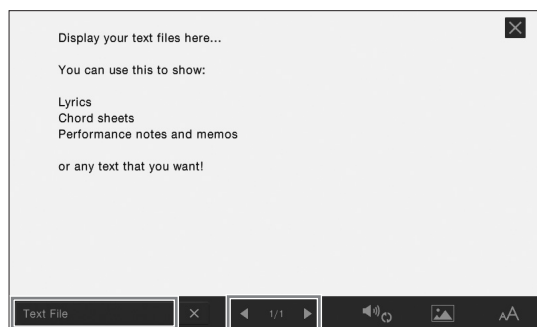 Display your text files here...
You can use this to show:
Lyrics
Chord sheets
Performance notes and memos
or any text that you want!
Text File
1/1
AA